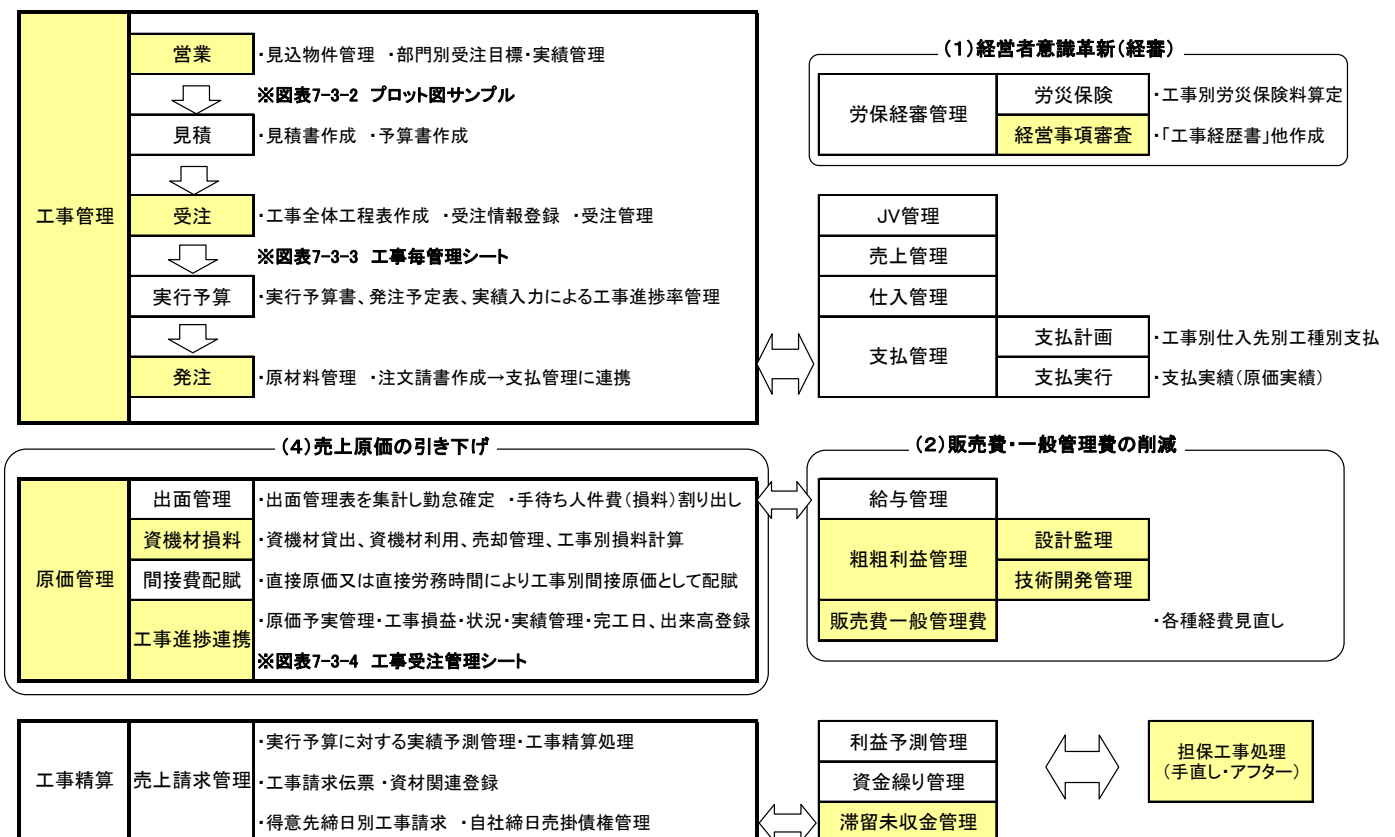 営業
・見込物件管理 ・部門別受注目標・実績管理
※図表7-3-2 プロット図サンプル
見積
・見積書作成 ・予算書作成
工事管理
受注
・工事全体工程表作成 ・受注情報登録 ・受注管理
※図表7-3-3 工事毎管理シート
実行予算
・実行予算書、発注予定表、実績入力による工事進捗率管理
発注
・原材料管理 ・注文請書作成→支払管理に連携
(1)経営者意識革新(経審)
労保経審管理
労災保険
・工事別労災保険料算定
経営事項審査
・「工事経歴書」他作成
JV管理
売上管理
仕入管理
支払管理
支払計画
・工事別仕入先別工種別支払
支払実行
・支払実績(原価実績)
(4)売上原価の引き下げ
原価管理
出面管理
・出面管理表を集計し勤怠確定 ・手待ち人件費(損料)割り出し
資機材損料
・資機材貸出、資機材利用、売却管理、工事別損料計算
間接費配賦
・直接原価又は直接労務時間により工事別間接原価として配賦
工事進捗連携
・原価予実管理・工事損益・状況・実績管理・完工日、出来高登録
※図表7-3-4 工事受注管理シート
(2)販売費・一般管理費の削減
給与管理
粗粗利益管理
設計監理
技術開発管理
販売費一般管理費
・各種経費見直し
工事精算
売上請求管理
・実行予算に対する実績予測管理・工事精算処理
・工事請求伝票 ・資材関連登録
・得意先締日別工事請求 ・自社締日売掛債権管理
利益予測管理
資金繰り管理
滞留未収金管理
担保工事処理
(手直し・アフター)